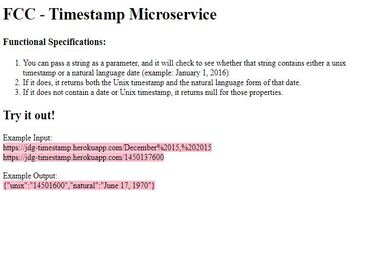 FCC - Timestamp Microservice
Functional Specifications:
1. You can pass a string as a parameter, and it will check to see whether that string contains either a unix
timestamp or a natural language date (example: January 1, 2016)
2. If it does, it returns both the Unix timestamp and the natural language form of that date.
3. If it does not contain a date or Unix timestamp, it returns null for those properties.
Try it out!
Example Input:
https://jdg-timestamp.herokuapp.com/December%2015,%202015
https://jdg-timestamp.herokuapp.com/1450137600
Example Output:
{"unix":"14501600","natural":"June 17, 1970"}